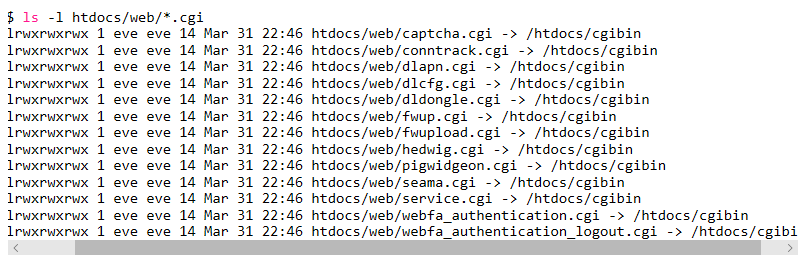 $ ls -l htdocs/web/*.cgi
lrwxrwxrwx 1 eve eve 14 Mar 31 22:46 htdocs/web/captcha.cgi -> /htdocs/cgibin
lrwxrwxrwx 1 eve eve 14 Mar 31 22:46 htdocs/web/conntrack.cgi -> /htdocs/cgibin
lrwxrwxrwx 1 eve eve 14 Mar 31 22:46 htdocs/web/dlapn.cgi -> /htdocs/cgibin
lrwxrwxrwx 1 eve eve 14 Mar 31 22:46 htdocs/web/dlcfg.cgi -> /htdocs/cgibin
lrwxrwxrwx 1 eve eve 14 Mar 31 22:46 htdocs/web/dldongle.cgi -> /htdocs/cgibin
lrwxrwxrwx 1 eve eve 14 Mar 31 22:46 htdocs/web/fwup.cgi -> /htdocs/cgibin
lrwxrwxrwx 1 eve eve 14 Mar 31 22:46 htdocs/web/fwupload.cgi -> /htdocs/cgibin
lrwxrwxrwx 1 eve eve 14 Mar 31 22:46 htdocs/web/hedwig.cgi -> /htdocs/cgibin
lrwxrwxrwx 1 eve eve 14 Mar 31 22:46 htdocs/web/pigwidgeon.cgi -> /htdocs/cgibin
lrwxrwxrwx 1 eve eve 14 Mar 31 22:46 htdocs/web/seama.cgi -> /htdocs/cgibin
lrwxrwxrwx 1 eve eve 14 Mar 31 22:46 htdocs/web/service.cgi -> /htdocs/cgibin
lrwxrwxrwx 1 eve eve 14 Mar 31 22:46 htdocs/web/webfa_authentication.cgi -> /htdocs/cgibin
lrwxrwxrwx 1 eve eve 14 Mar 31 22:46 htdocs/web/webfa_authentication_logout.cgi -> /htdocs/cgibi